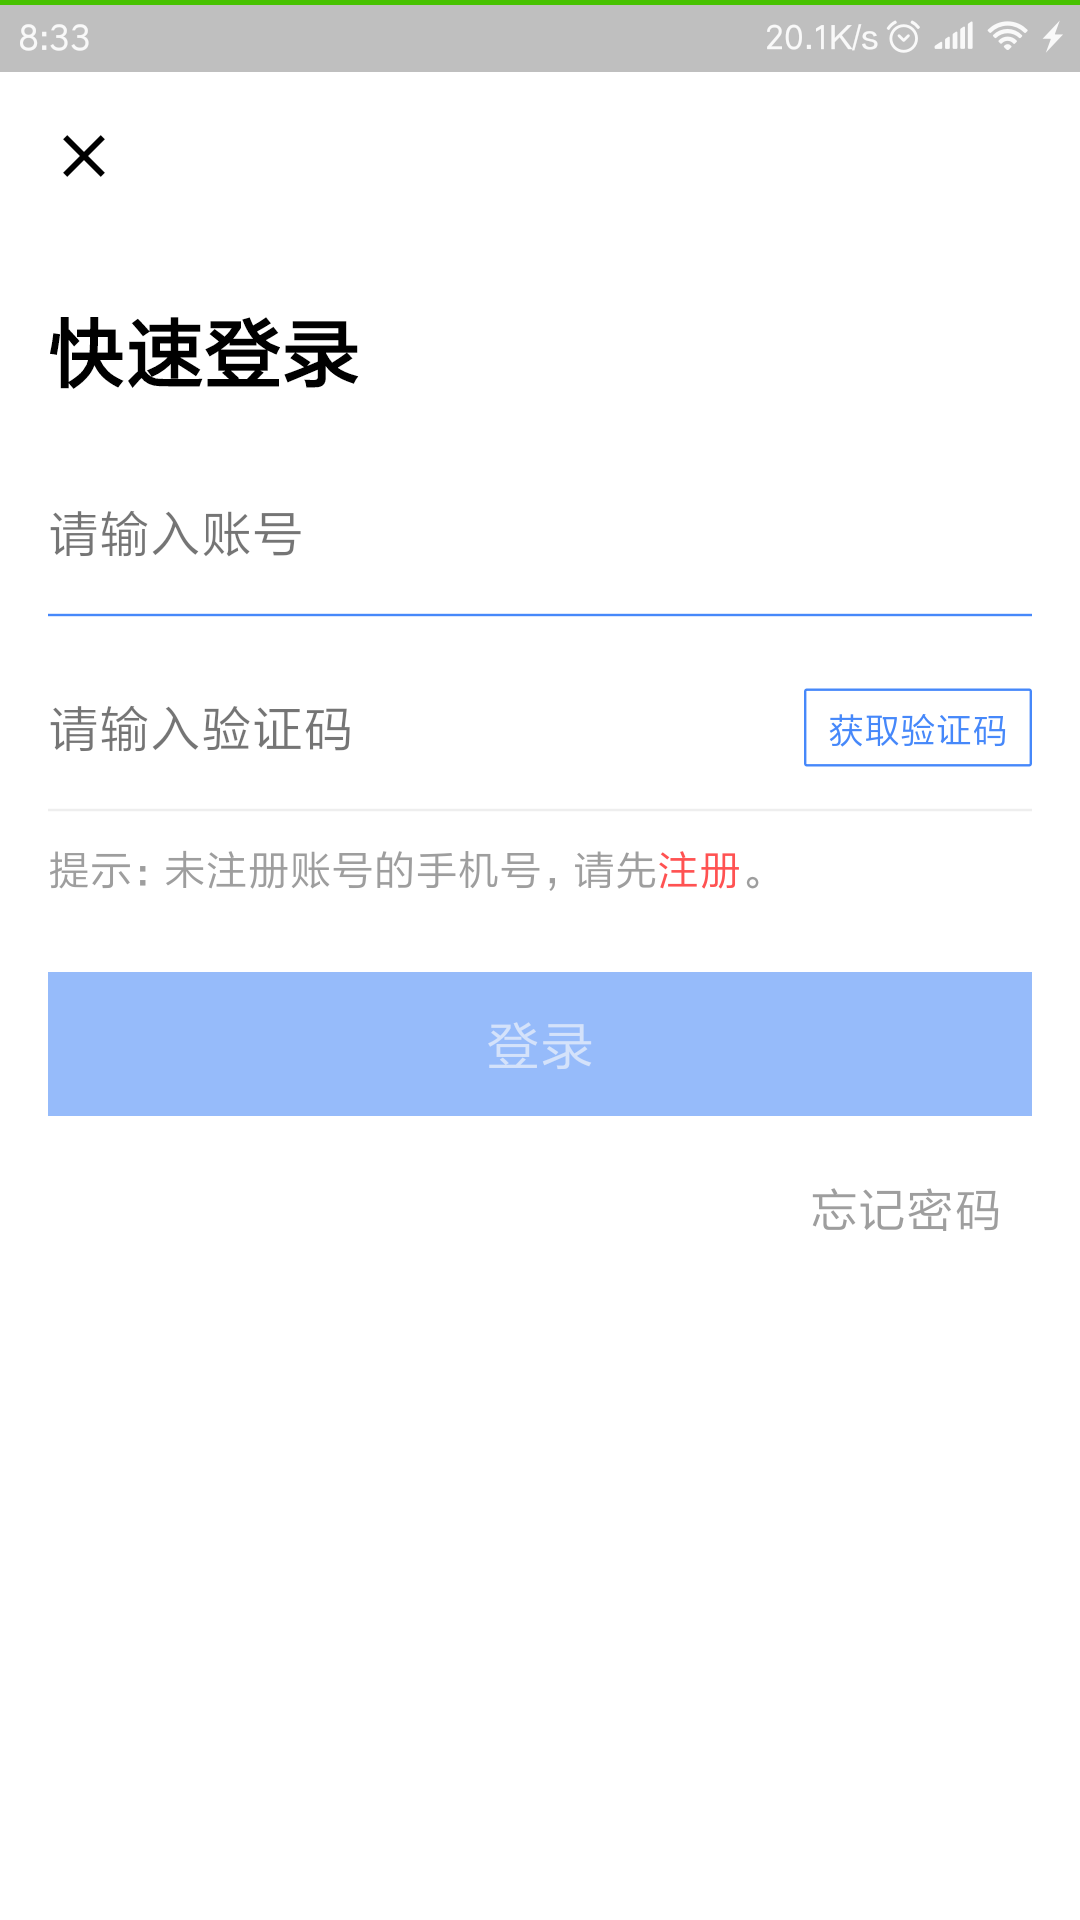 8:33
20.1K/s
快速登录
请输入账号
请输入验证码
获取验证码
提示：未注册账号的手机号，请先注册。
登录
忘记密码